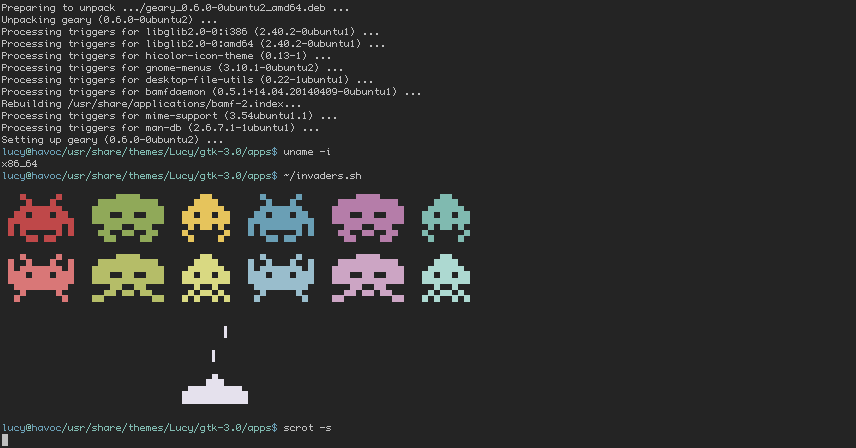 Preparing to unpack .../geary_0.6.0-0ubuntu2_amd64.deb ...
Unpacking geary (0.6.0-0ubuntu2) ...
Processing triggers for libglib2.0-0:i386 (2.40.2-0ubuntu1) ...
Processing triggers for libglib2.0-0:amd64 (2.40.2-0ubuntu1) ...
Processing triggers for hicolor-icon-theme (0.13-1) ...
Processing triggers for gnome-menus (3.10.1-0ubuntu2) ...
Processing triggers for desktop-file-utils (0.22-1ubuntu1) ...
Processing triggers for bamfdaemon (0.5.1+14.04.20140409-0ubuntu1) ...
Rebuilding /usr/share/applications/bamf-2.index...
Processing triggers for mime-support (3.54ubuntu1.1) ...
Processing triggers for man-db (2.6.7.1-1ubuntu1) ...
Setting up geary (0.6.0-0ubuntu2) ...
lucy@havoc/usr/share/themes/Lucy/gtk-3.0/apps$ uname -i
x86_64
lucy@havoc/usr/share/themes/Lucy/gtk-3.0/apps$ ~/invaders.sh
lucy@havoc/usr/share/themes/Lucy/gtk-3.0/apps$ scrot -s